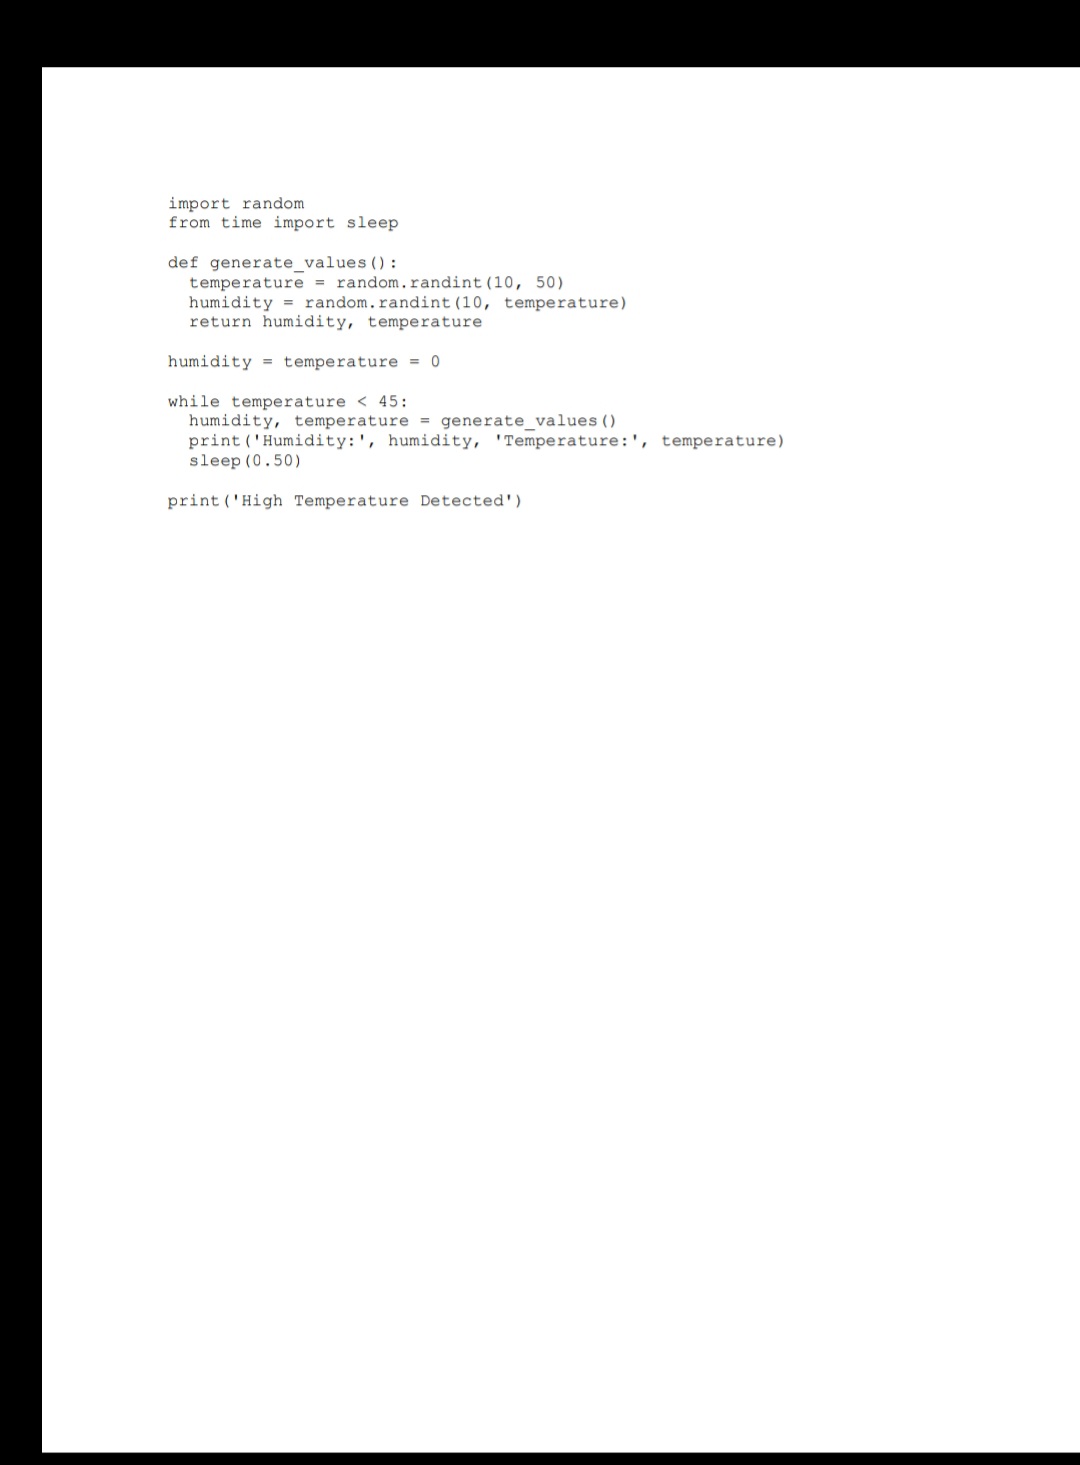 import random
from time import sleep

def generate_values():
  temperature = random.randint(10, 50)
  humidity = random.randint(10, temperature)
  return humidity, temperature

humidity = temperature = 0

while temperature < 45:
  humidity, temperature = generate_values()
  print('Humidity:', humidity, 'Temperature:', temperature)
  sleep(0.50)

print('High Temperature Detected')